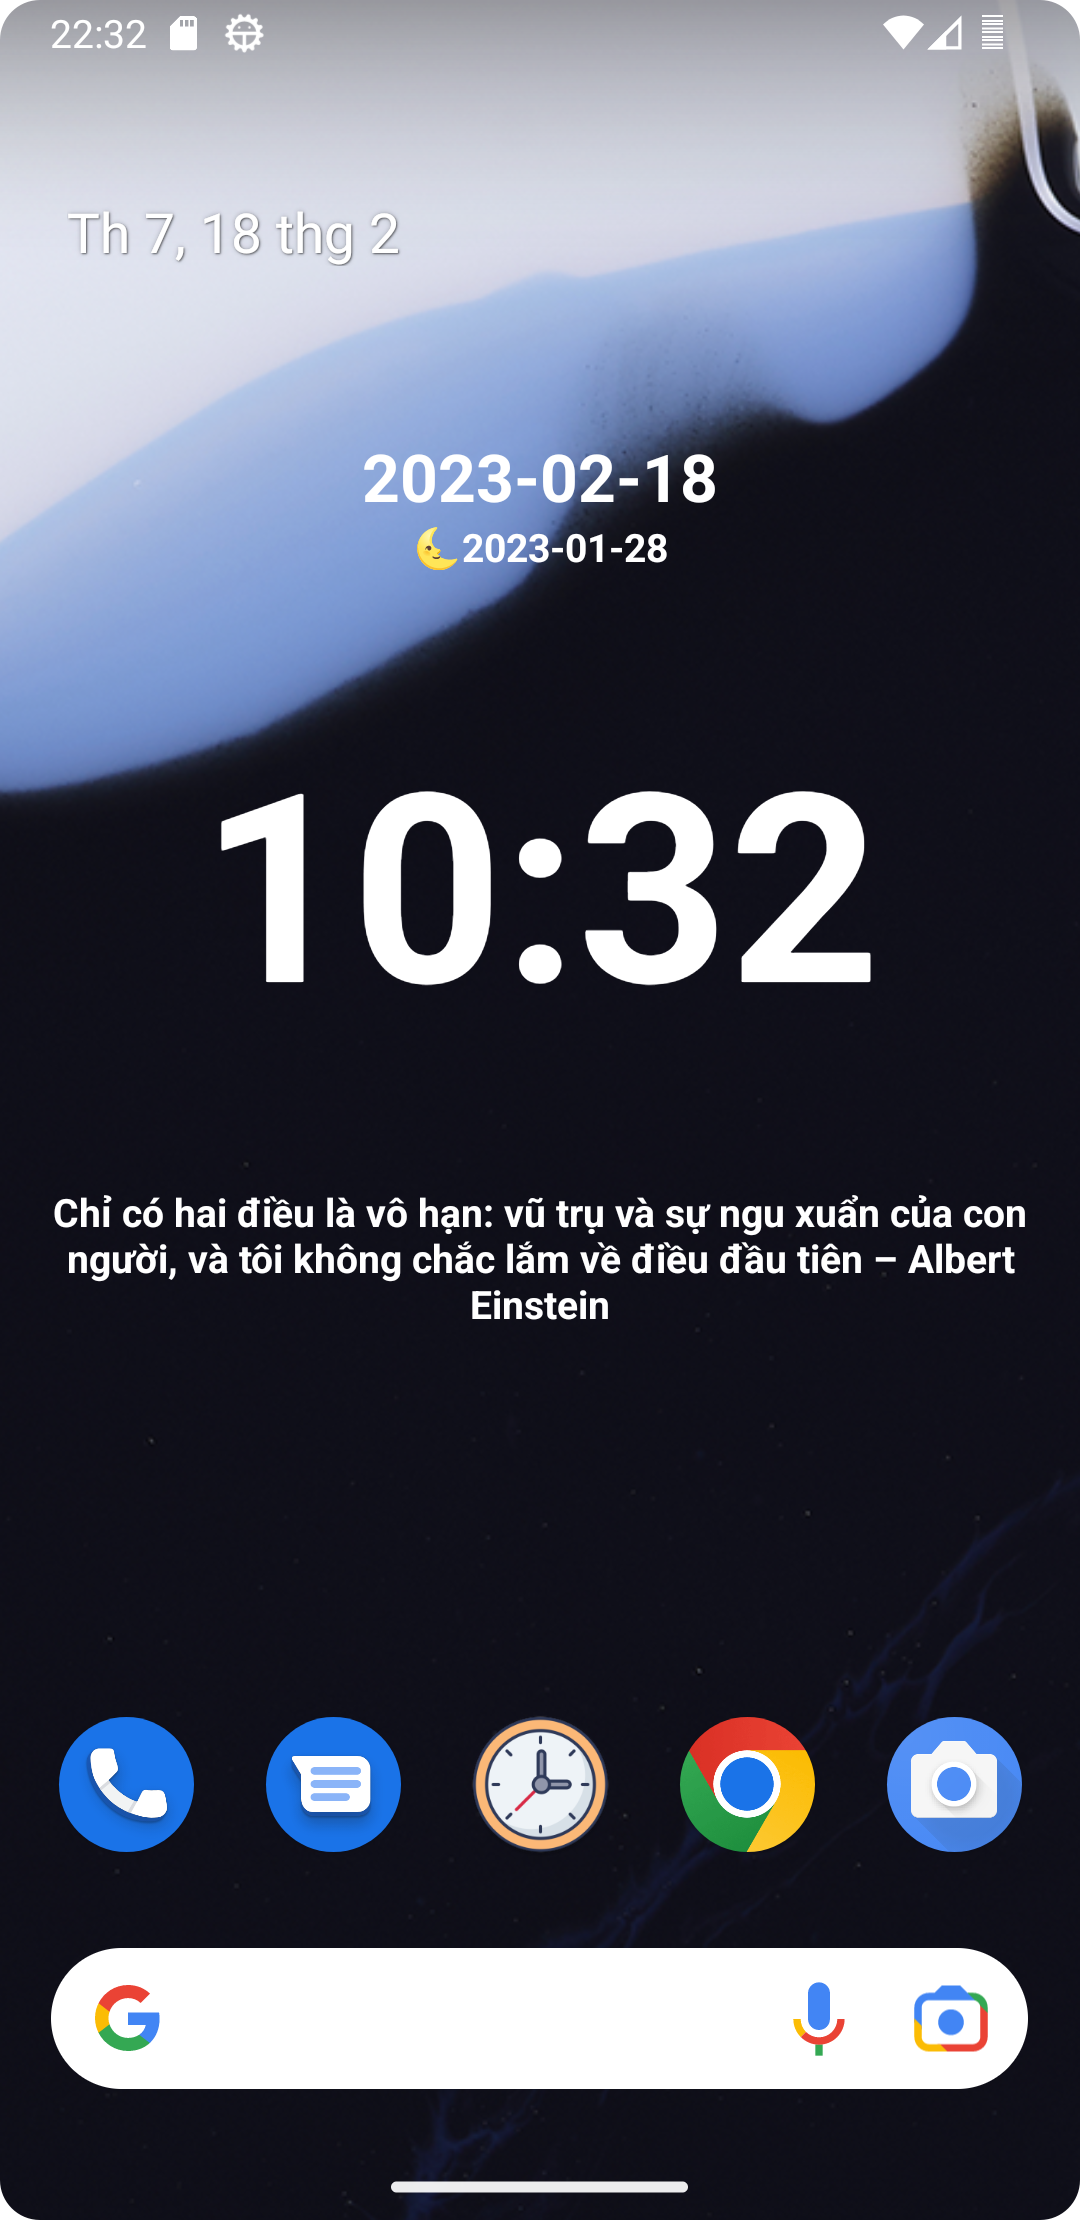 22:32
Th 7, 18 thg 2
2023-02-18
🌜2023-01-28
10:32
Chỉ có hai điều là vô hạn: vũ trụ và sự ngu xuẩn của con
người, và tôi không chắc lắm về điều đầu tiên – Albert
Einstein